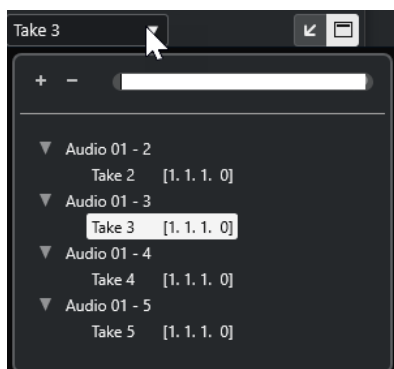 Take 3
+ −
Audio 01 - 2
Take 2 [1. 1. 1. 0]
Audio 01 - 3
Take 3 [1. 1. 1. 0]
Audio 01 - 4
Take 4 [1. 1. 1. 0]
Audio 01 - 5
Take 5 [1. 1. 1. 0]